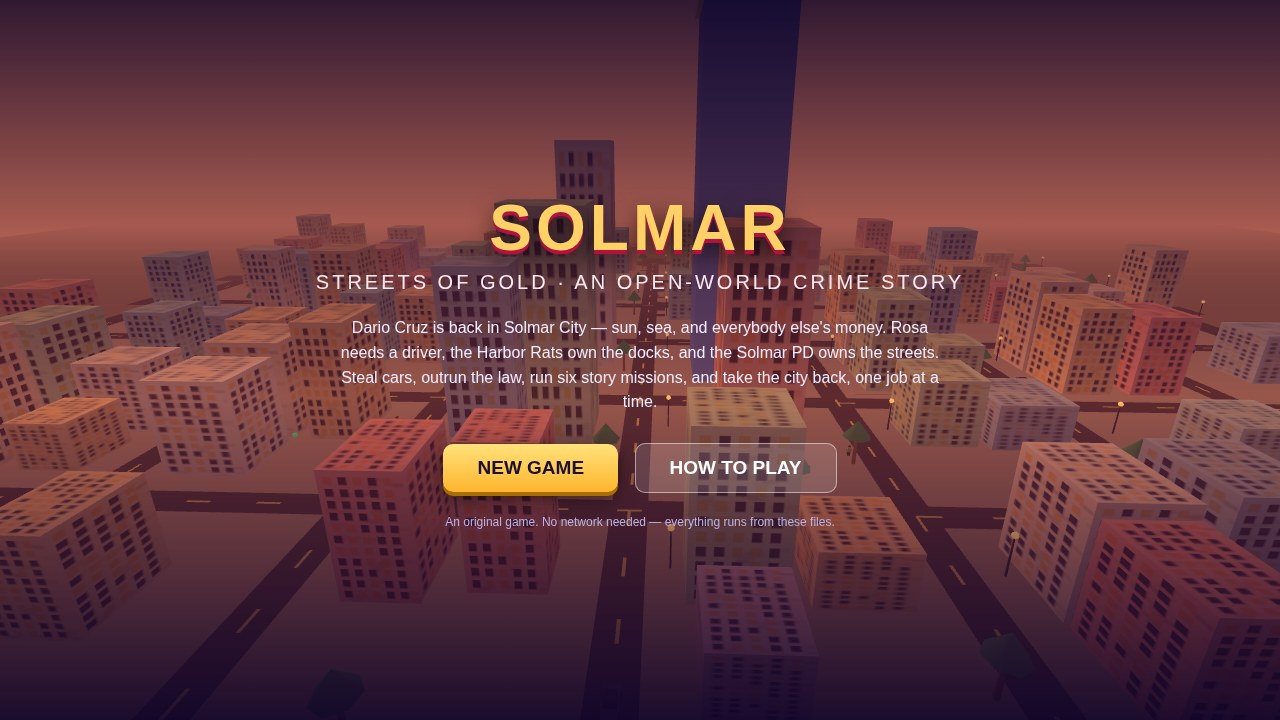 SOLMAR
STREETS OF GOLD · AN OPEN-WORLD CRIME STORY
Dario Cruz is back in Solmar City — sun, sea, and everybody else's money. Rosa
needs a driver, the Harbor Rats own the docks, and the Solmar PD owns the streets.
Steal cars, outrun the law, run six story missions, and take the city back, one job at a
time.
NEW GAME
HOW TO PLAY
An original game. No network needed — everything runs from these files.